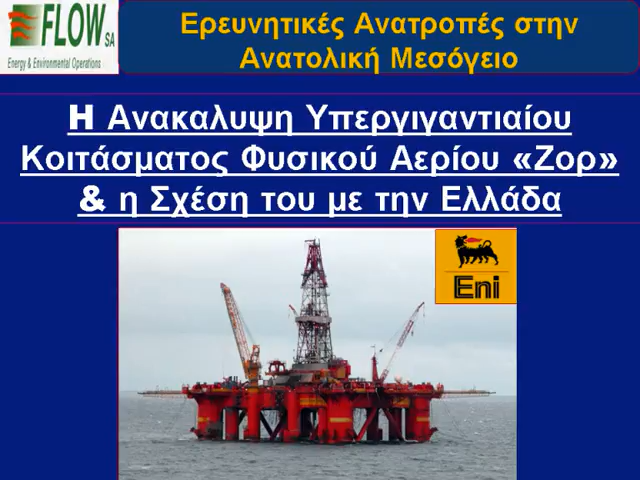 FLOW SA
Energy & Environmental Operations
Ερευνητικές Ανατροπές στην
Ανατολική Μεσόγειο
Η Ανακαλυψη Υπεργιγαντιαίου
Κοιτάσματος Φυσικού Αερίου «Ζορ»
& η Σχέση του με την Ελλάδα
Eni